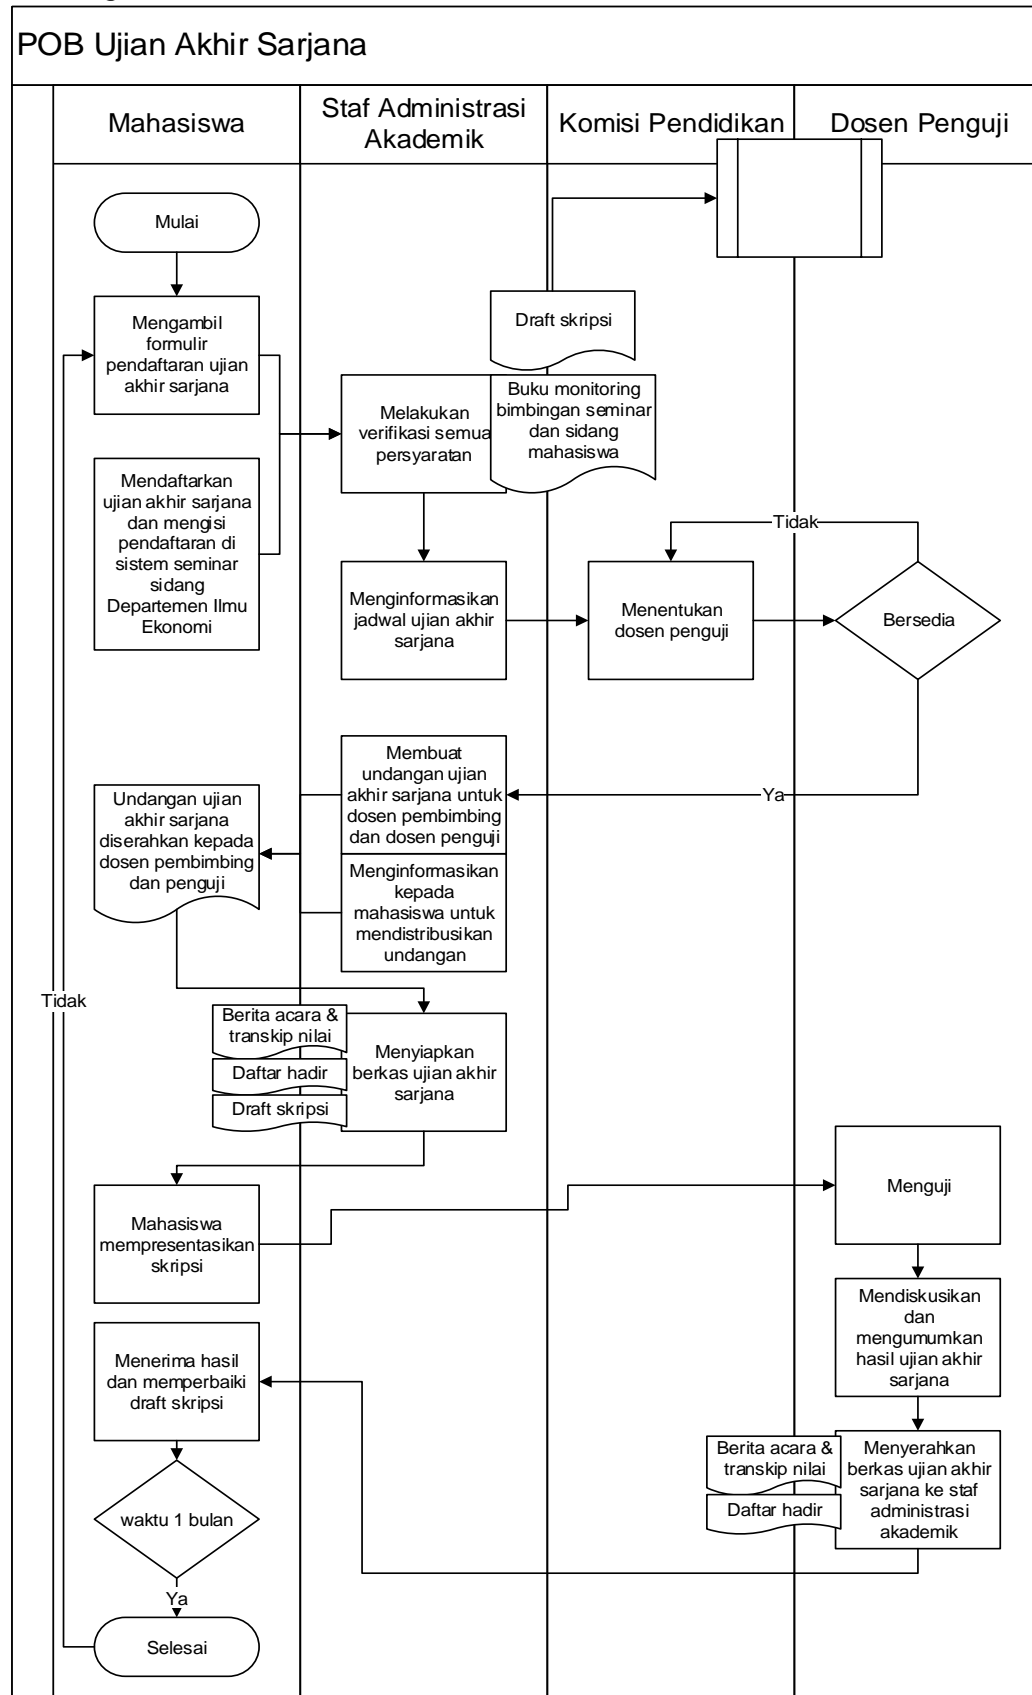 POB Ujian Akhir Sarjana
Mahasiswa
Staf Administrasi
Akademik
Komisi Pendidikan
Dosen Penguji
Mulai
Mengambil
formulir
pendaftaran ujian
akhir sarjana
Draft skripsi
Melakukan
verifikasi semua
persyaratan
Buku monitoring
bimbingan seminar
dan sidang
mahasiswa
Mendaftarkan
ujian akhir sarjana
dan mengisi
pendaftaran di
sistem seminar
sidang
Departemen Ilmu
Ekonomi
Menginformasikan
jadwal ujian akhir
sarjana
Menentukan
dosen penguji
Tidak
Bersedia
Ya
Membuat
undangan ujian
akhir sarjana untuk
dosen pembimbing
dan dosen penguji
Menginformasikan
kepada
mahasiswa untuk
mendistribusikan
undangan
Undangan ujian
akhir sarjana
diserahkan kepada
dosen pembimbing
dan penguji
Tidak
Berita acara &
transkip nilai
Daftar hadir
Draft skripsi
Menyiapkan
berkas ujian akhir
sarjana
Mahasiswa
mempresentasikan
skripsi
Menguji
Mendiskusikan
dan
mengumumkan
hasil ujian akhir
sarjana
Menerima hasil
dan memperbaiki
draft skripsi
Berita acara &
transkip nilai
Daftar hadir
Menyerahkan
berkas ujian akhir
sarjana ke staf
administrasi
akademik
waktu 1 bulan
Ya
Selesai